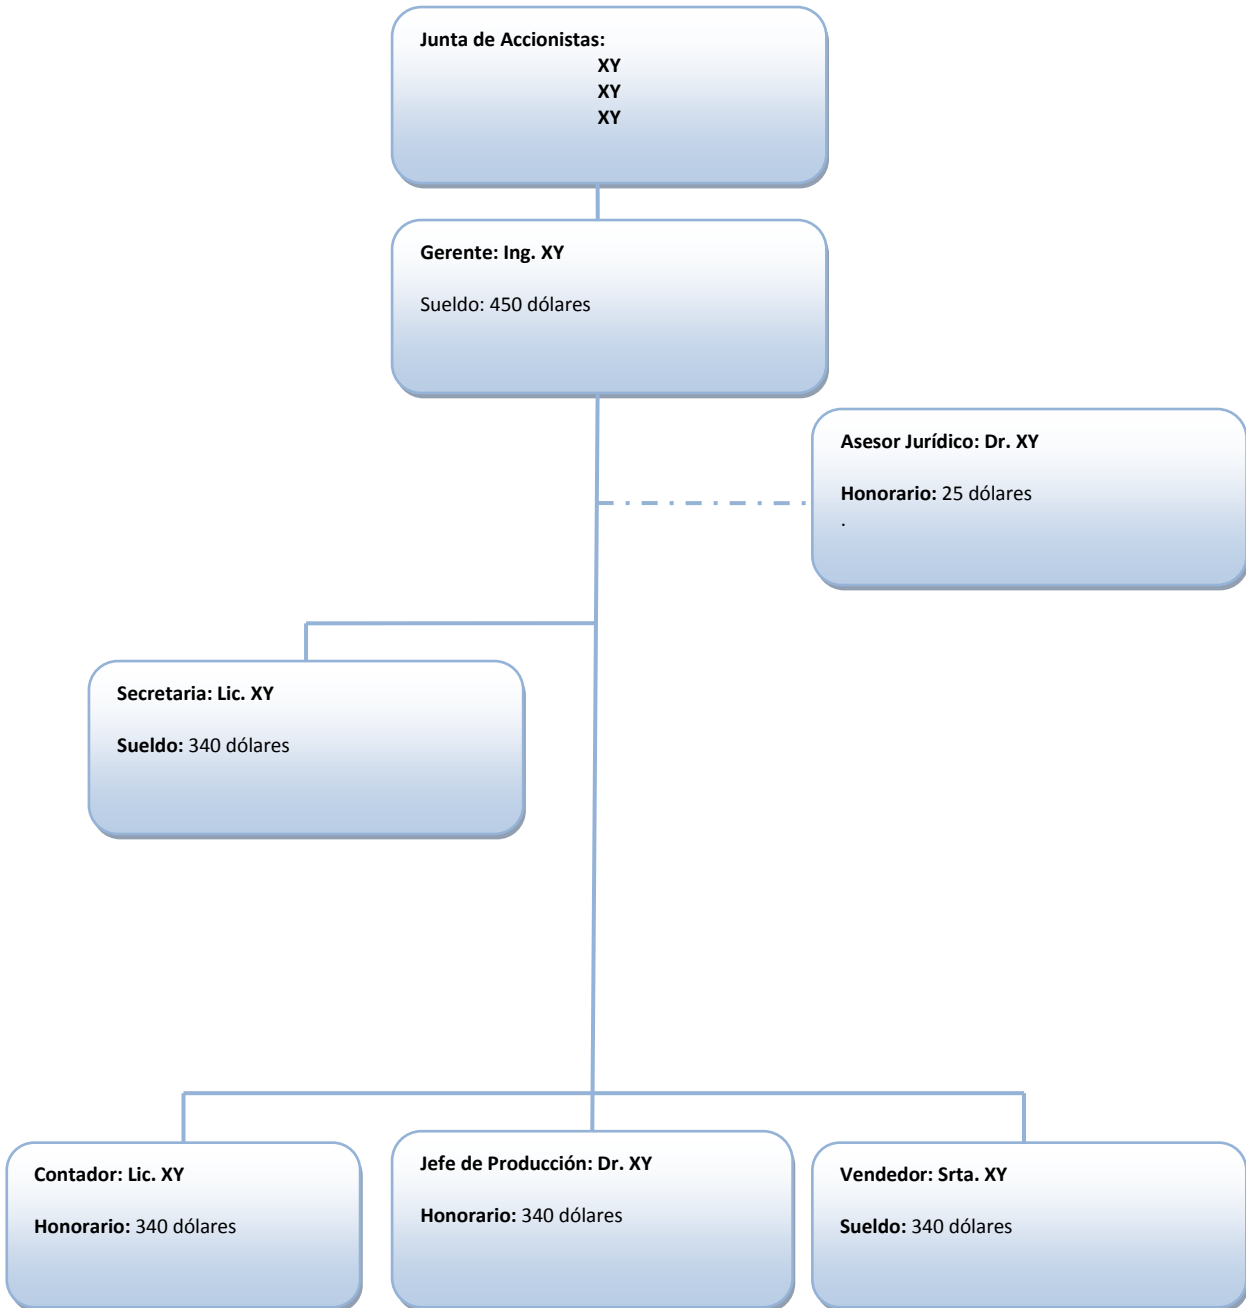 Junta de Accionistas:
XY
XY
XY
Gerente: Ing. XY
Sueldo: 450 dólares
Asesor Jurídico: Dr. XY
Honorario: 25 dólares
.
Secretaria: Lic. XY
Sueldo: 340 dólares
Contador: Lic. XY
Honorario: 340 dólares
Jefe de Producción: Dr. XY
Honorario: 340 dólares
Vendedor: Srta. XY
Sueldo: 340 dólares